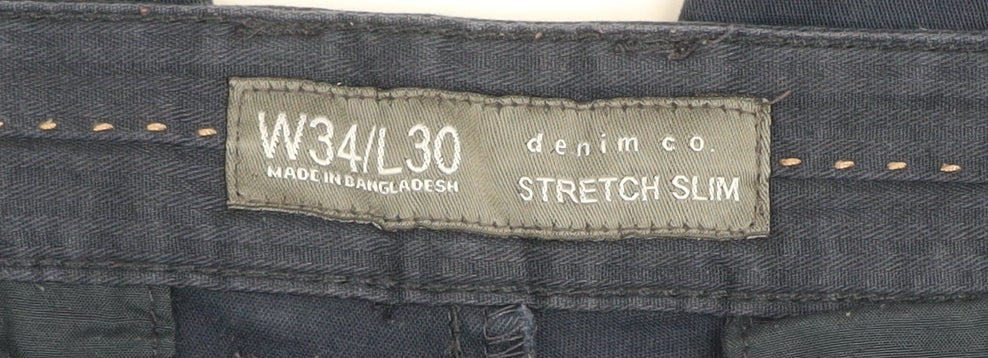 W34/L30
MADE IN BANGLADESH
denim co.
STRETCH SLIM